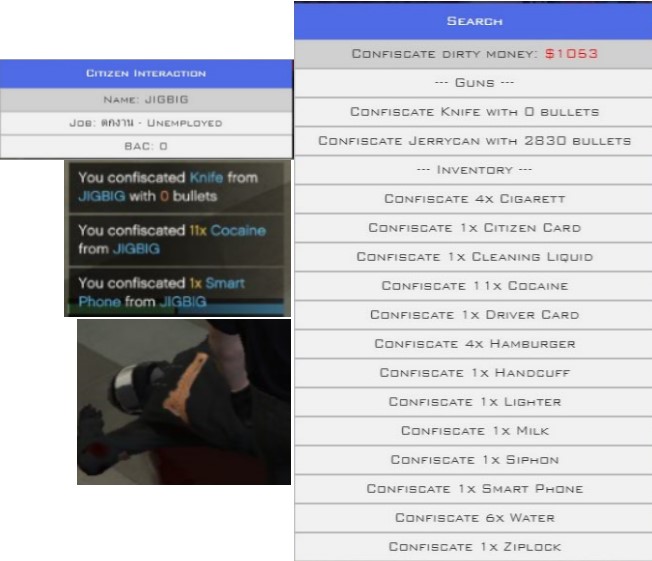 CITIZEN INTERACTION
NAME: JIGBIG
JOB: ตกงาน - UNEMPLOYED
BAC: 0
You confiscated Knife from
JIGBIG with 0 bullets
You confiscated 11x Cocaine
from JIGBIG
You confiscated 1x Smart
Phone from JIGBIG
SEARCH
CONFISCATE DIRTY MONEY: $1053
--- GUNS ---
CONFISCATE KNIFE WITH 0 BULLETS
CONFISCATE JERRYCAN WITH 2830 BULLETS
--- INVENTORY ---
CONFISCATE 4X CIGARETT
CONFISCATE 1X CITIZEN CARD
CONFISCATE 1X CLEANING LIQUID
CONFISCATE 11X COCAINE
CONFISCATE 1X DRIVER CARD
CONFISCATE 4X HAMBURGER
CONFISCATE 1X HANDCUFF
CONFISCATE 1X LIGHTER
CONFISCATE 1X MILK
CONFISCATE 1X SIPHON
CONFISCATE 1X SMART PHONE
CONFISCATE 6X WATER
CONFISCATE 1X ZIPLOCK